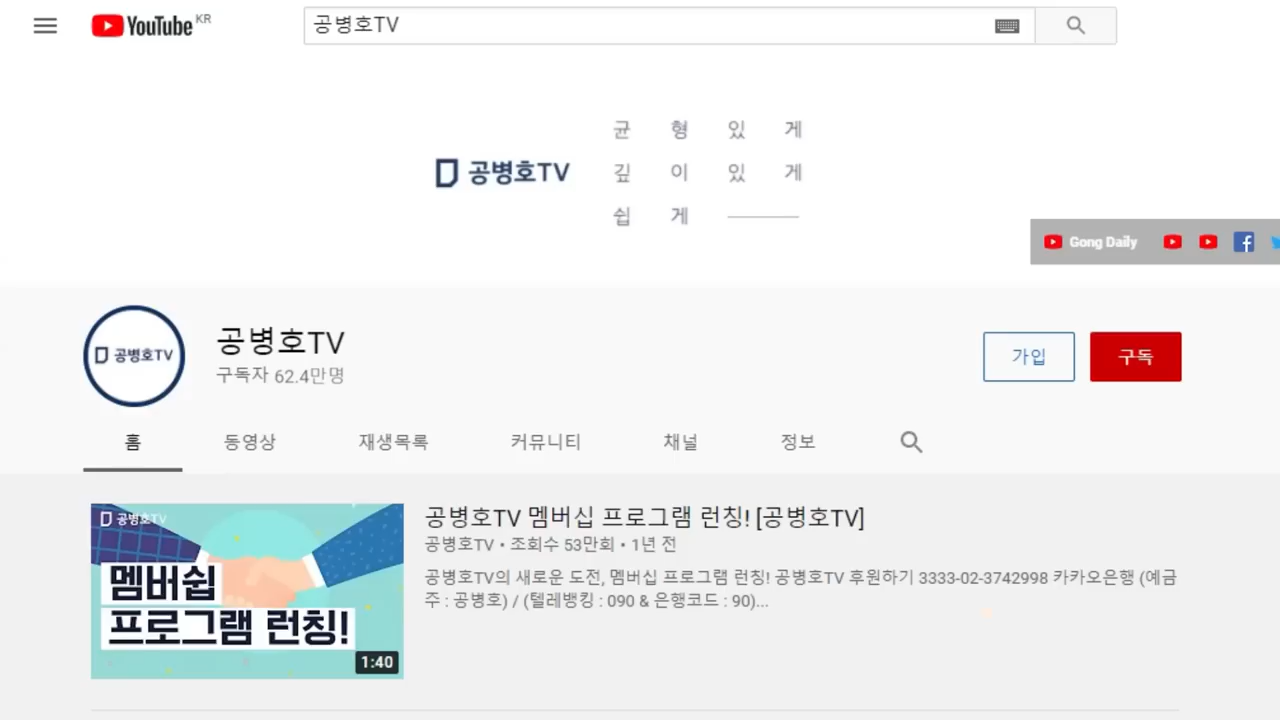 YouTube KR
공병호TV
균 형 있 게
공병호TV
깊 이 있 게
쉽 게
Gong Daily
공병호TV
공병호TV
구독자 62.4만명
가입
구독
홈
동영상
재생목록
커뮤니티
채널
정보
공병호TV
멤버쉽
프로그램 런칭!
1:40
공병호TV 멤버십 프로그램 런칭! [공병호TV]
공병호TV • 조회수 53만회 • 1년 전
공병호TV의 새로운 도전, 멤버십 프로그램 런칭! 공병호TV 후원하기 3333-02-3742998 카카오은행 (예금
주 : 공병호) / (텔레뱅킹 : 090 & 은행코드 : 90)...